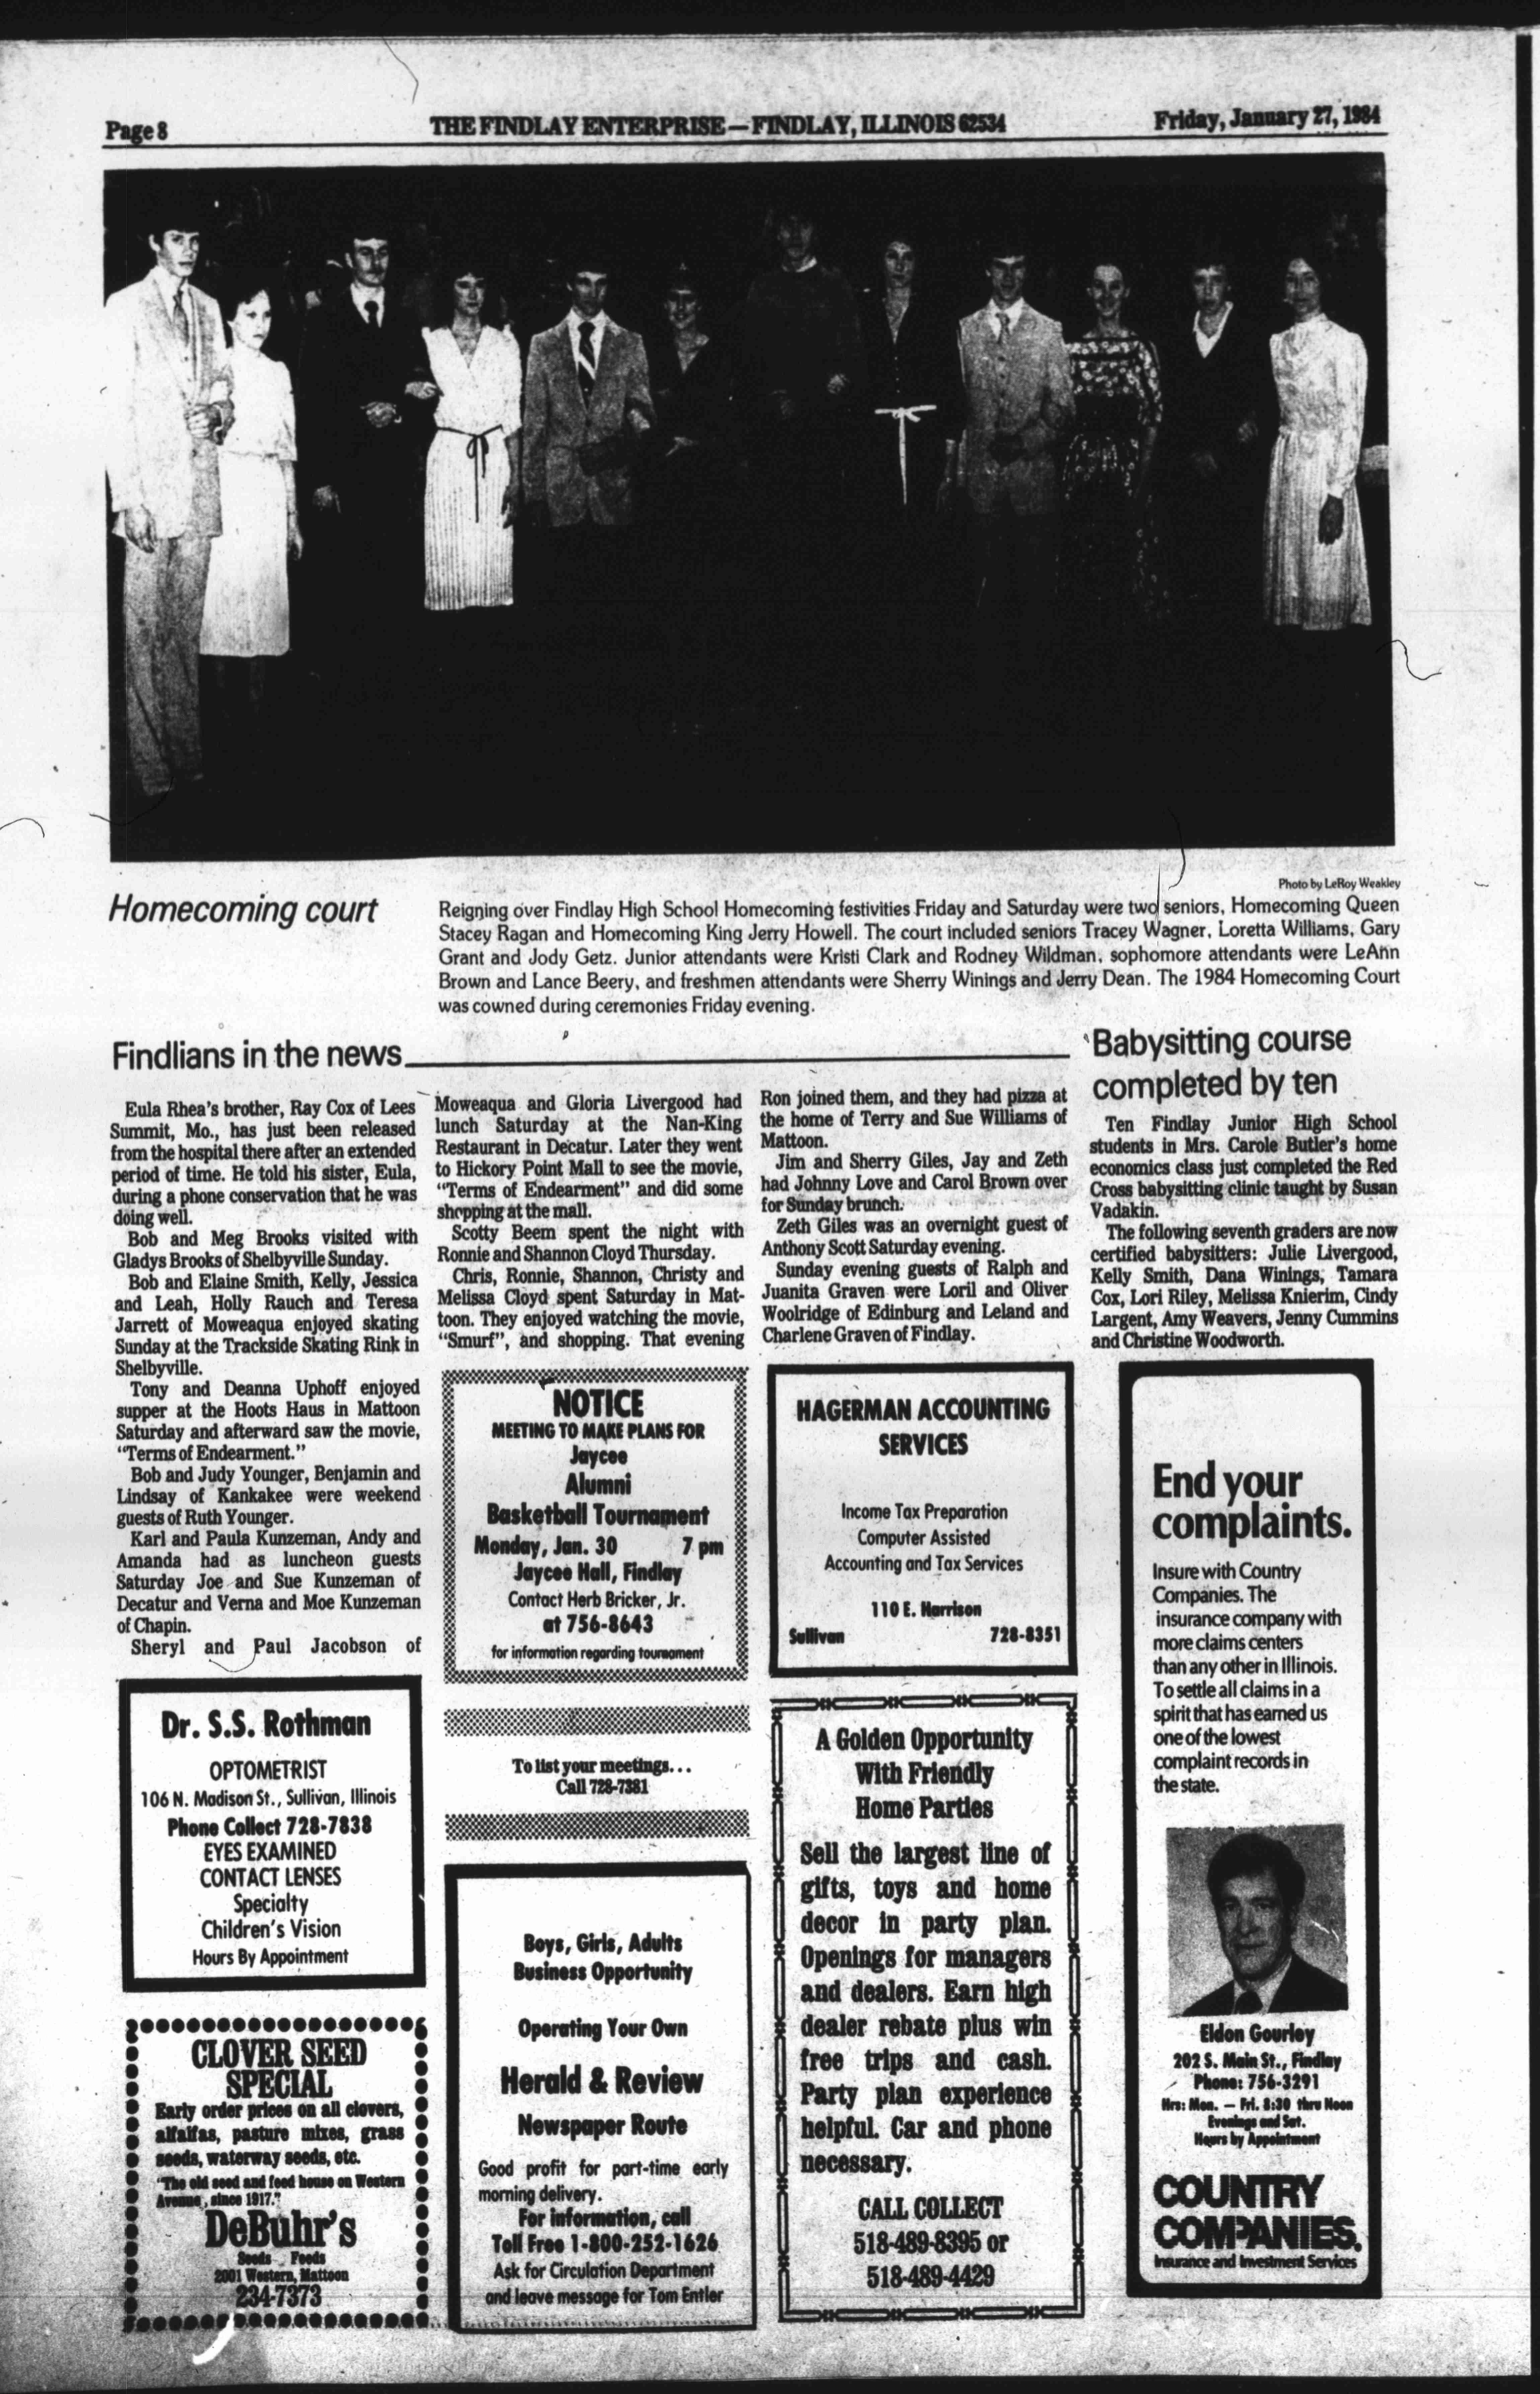 Page 8
THE FINDLAY ENTERPRISE — FINDLAY, ILLINOIS 62534
Friday, January 27, 1984
Photo by LeRoy Weakley
Homecoming court
Reigning over Findlay High School Homecoming festivities Friday and Saturday were two seniors, Homecoming Queen
Stacey Ragan and Homecoming King Jerry Howell. The court included seniors Tracey Wagner, Loretta Williams, Gary
Grant and Jody Getz. Junior attendants were Kristi Clark and Rodney Wildman, sophomore attendants were LeAnn
Brown and Lance Beery, and freshmen attendants were Sherry Winings and Jerry Dean. The 1984 Homecoming Court
was cowned during ceremonies Friday evening.
Findlians in the news
Eula Rhea's brother, Ray Cox of Lees
Summit, Mo., has just been released
from the hospital there after an extended
period of time. He told his sister, Eula,
during a phone conservation that he was
doing well.
Bob and Meg Brooks visited with
Gladys Brooks of Shelbyville Sunday.
Bob and Elaine Smith, Kelly, Jessica
and Leah, Holly Rauch and Teresa
Jarrett of Moweaqua enjoyed skating
Sunday at the Trackside Skating Rink in
Shelbyville.
Tony and Deanna Uphoff enjoyed
supper at the Hoots Haus in Mattoon
Saturday and afterward saw the movie,
"Terms of Endearment."
Bob and Judy Younger, Benjamin and
Lindsay of Kankakee were weekend
guests of Ruth Younger.
Karl and Paula Kunzeman, Andy and
Amanda had as luncheon guests
Saturday Joe and Sue Kunzeman of
Decatur and Verna and Moe Kunzeman
of Chapin.
Sheryl and Paul Jacobson of
Moweaqua and Gloria Livergood had
lunch Saturday at the Nan-King
Restaurant in Decatur. Later they went
to Hickory Point Mall to see the movie,
"Terms of Endearment" and did some
shopping at the mall.
Scotty Beem spent the night with
Ronnie and Shannon Cloyd Thursday.
Chris, Ronnie, Shannon, Christy and
Melissa Cloyd spent Saturday in Mat-
toon. They enjoyed watching the movie,
"Smurf", and shopping. That evening
Ron joined them, and they had pizza at
the home of Terry and Sue Williams of
Mattoon.
Jim and Sherry Giles, Jay and Zeth
had Johnny Love and Carol Brown over
for Sunday brunch.
Zeth Giles was an overnight guest of
Anthony Scott Saturday evening.
Sunday evening guests of Ralph and
Juanita Graven were Loril and Oliver
Woolridge of Edinburg and Leland and
Charlene Graven of Findlay.
Babysitting course
completed by ten
Ten Findlay Junior High School
students in Mrs. Carole Butler's home
economics class just completed the Red
Cross babysitting clinic taught by Susan
Vadakin.
The following seventh graders are now
certified babysitters: Julie Livergood,
Kelly Smith, Dana Winings, Tamara
Cox, Lori Riley, Melissa Knierim, Cindy
Largent, Amy Weavers, Jenny Cummins
and Christine Woodworth.
Dr. S.S. Rothman
OPTOMETRIST
106 N. Madison St., Sullivan, Illinois
Phone Collect 728-7838
EYES EXAMINED
CONTACT LENSES
Specialty
Children's Vision
Hours By Appointment
CLOVER SEED
SPECIAL
Early order prices on all clovers,
alfalfas, pasture mixes, grass
seeds, waterway seeds, etc.
"The old seed and feed house on Western
Avenue, since 1917."
DeBuhr's
Seeds Feeds
2001 Western, Mattoon
234-7373
NOTICE
MEETING TO MAKE PLANS FOR
Jaycee
Alumni
Basketball Tournament
Monday, Jan. 30 7 pm
Jaycee Hall, Findlay
Contact Herb Bricker, Jr.
at 756-8643
for information regarding tournament
To list your meetings...
Call 728-7381
Boys, Girls, Adults
Business Opportunity
Operating Your Own
Herald & Review
Newspaper Route
Good profit for part-time early
morning delivery.
For information, call
Toll Free 1-800-252-1626
Ask for Circulation Department
and leave message for Tom Entler
HAGERMAN ACCOUNTING
SERVICES
Income Tax Preparation
Computer Assisted
Accounting and Tax Services
110 E. Harrison
Sullivan 728-8351
A Golden Opportunity
With Friendly
Home Parties
Sell the largest line of
gifts, toys and home
decor in party plan.
Openings for managers
and dealers. Earn high
dealer rebate plus win
free trips and cash.
Party plan experience
helpful. Car and phone
necessary.
CALL COLLECT
518-489-8395 or
518-489-4429
End your
complaints.
Insure with Country
Companies. The
insurance company with
more claims centers
than any other in Illinois.
To settle all claims in a
spirit that has earned us
one of the lowest
complaint records in
the state.
Eldon Gourley
202 S. Main St., Findlay
Phone: 756-3291
Hrs: Mon. — Fri. 8:30 thru Noon
Evenings and Sat.
Hours by Appointment
COUNTRY
COMPANIES.
Insurance and Investment Services